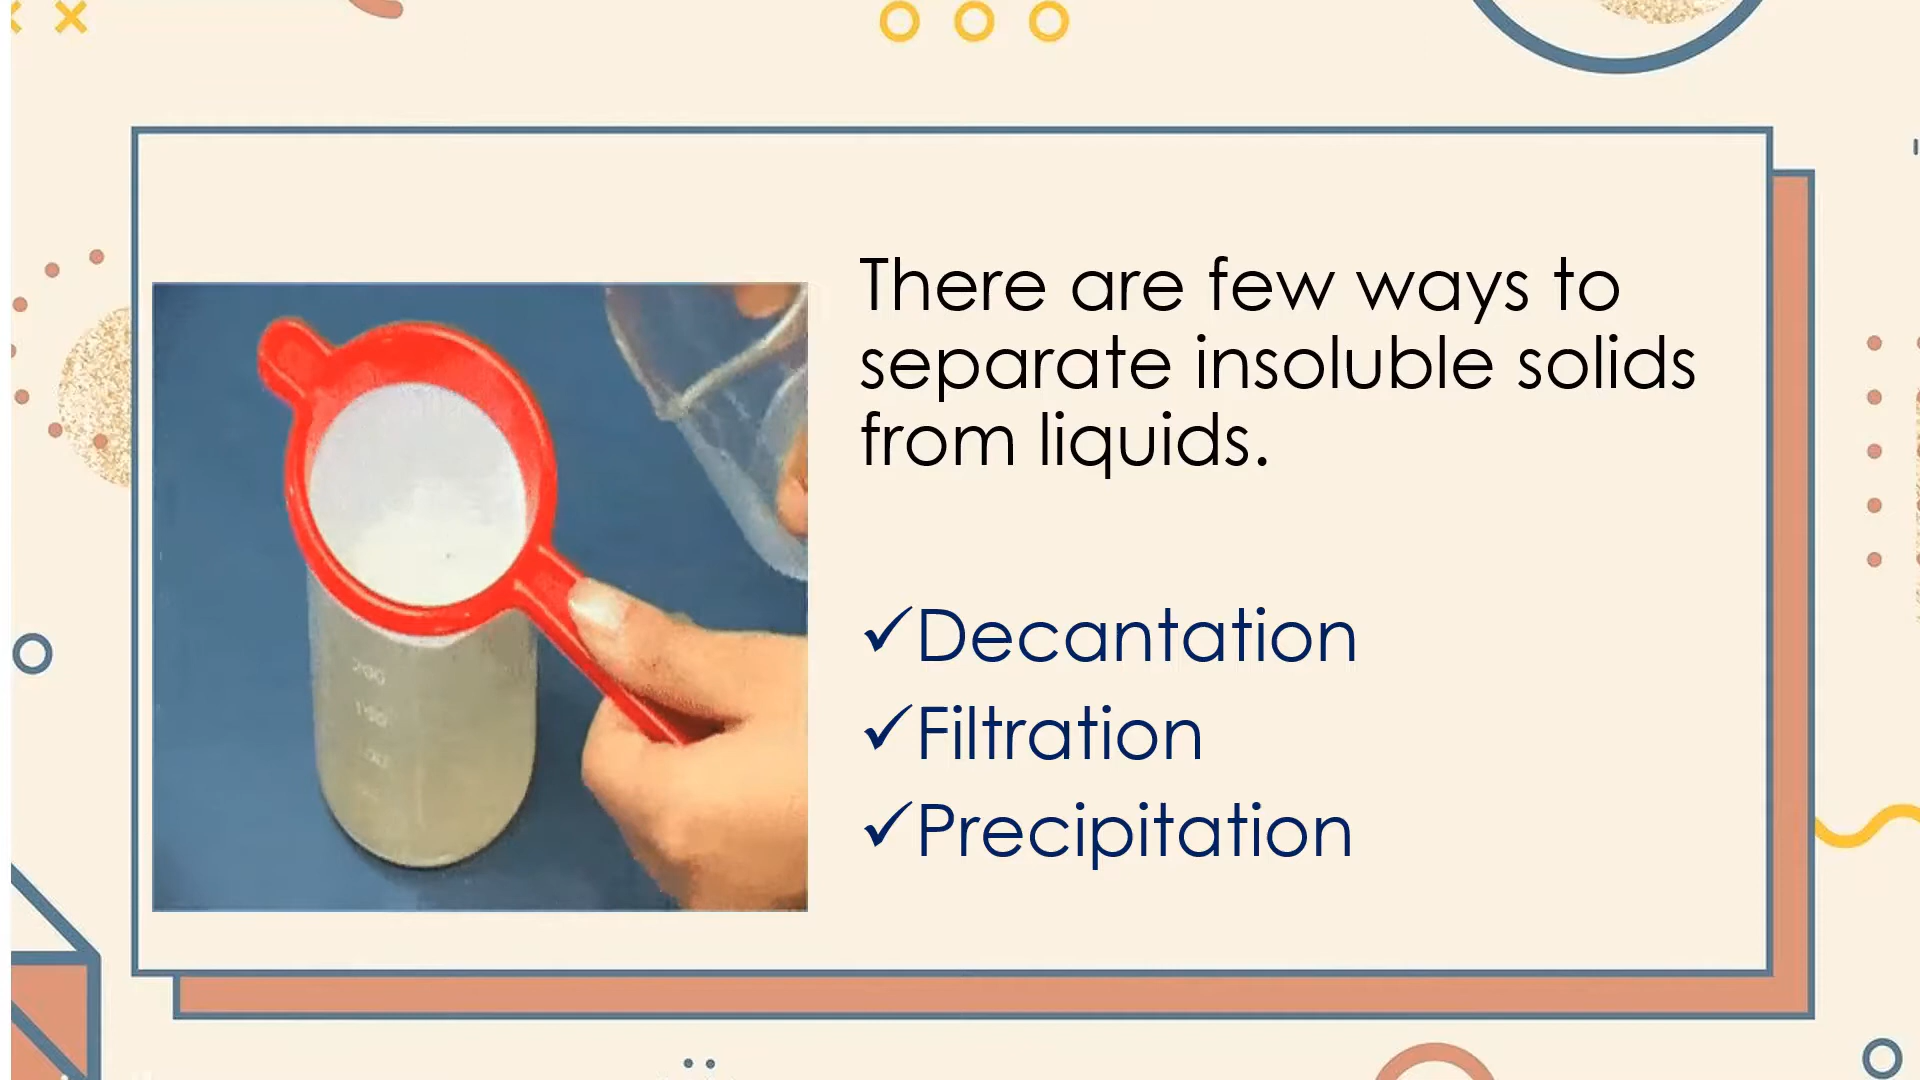 There are few ways to
separate insoluble solids
from liquids.
✓Decantation
✓Filtration
✓Precipitation